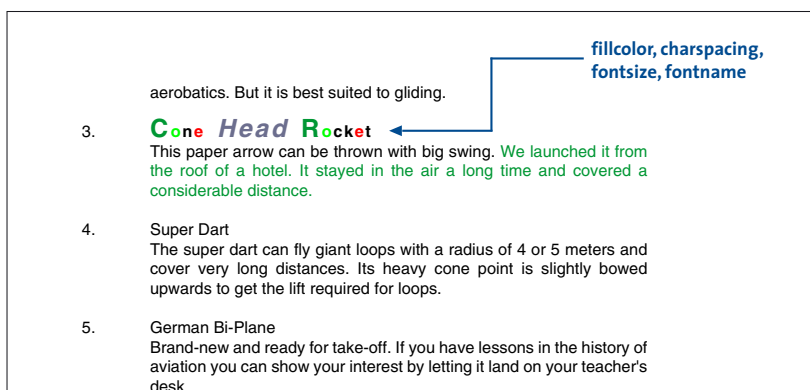 fillcolor, charspacing,
fontsize, fontname
aerobatics. But it is best suited to gliding.
3. Cone Head Rocket
This paper arrow can be thrown with big swing. We launched it from
the roof of a hotel. It stayed in the air a long time and covered a
considerable distance.
4. Super Dart
The super dart can fly giant loops with a radius of 4 or 5 meters and
cover very long distances. Its heavy cone point is slightly bowed
upwards to get the lift required for loops.
5. German Bi-Plane
Brand-new and ready for take-off. If you have lessons in the history of
aviation you can show your interest by letting it land on your teacher's
desk